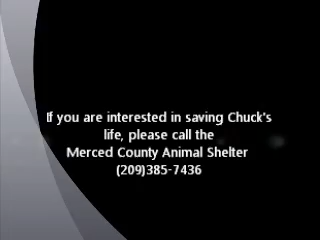 If you are interested in saving Chuck's
life, please call the
Merced County Animal Shelter
(209)385-7436